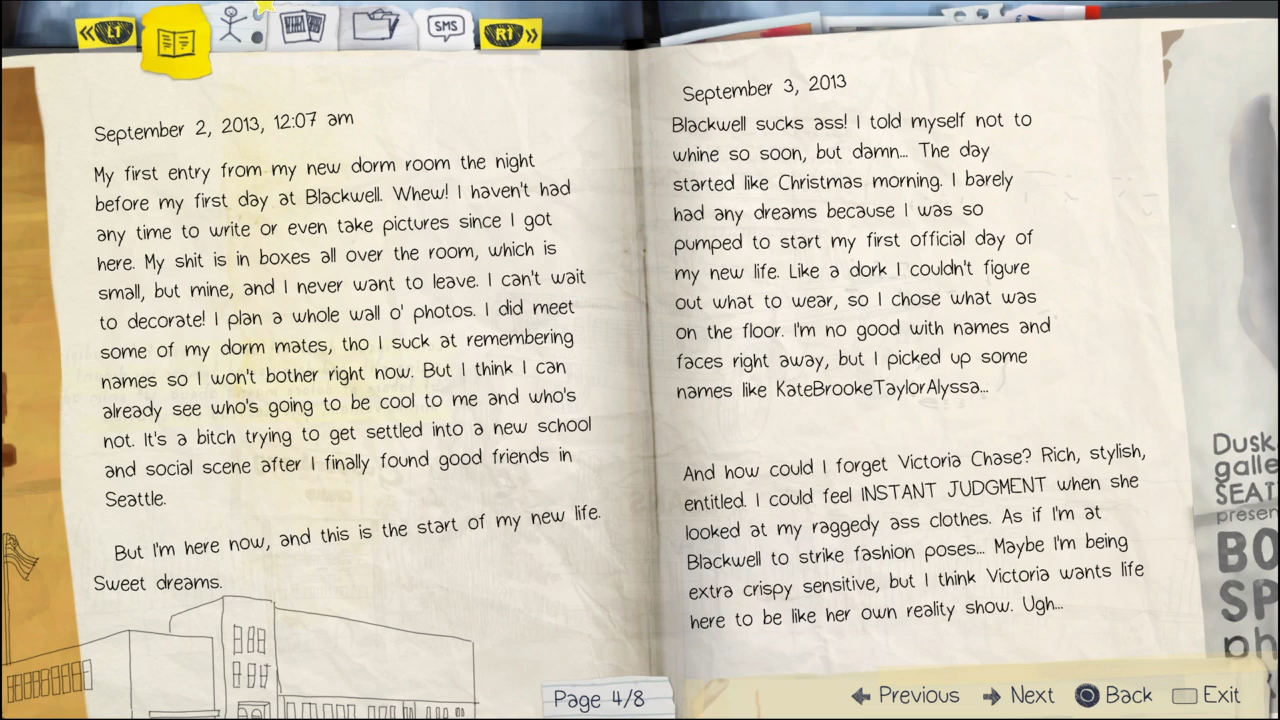 L1
SMS
R1
September 2, 2013, 12:07 am
My first entry from my new dorm room the night
before my first day at Blackwell. Whew! I haven't had
any time to write or even take pictures since I got
here. My shit is in boxes all over the room, which is
small, but mine, and I never want to leave. I can't wait
to decorate! I plan a whole wall o' photos. I did meet
some of my dorm mates, tho I suck at remembering
names so I won't bother right now. But I think I can
already see who's going to be cool to me and who's
not. It's a bitch trying to get settled into a new school
and social scene after I finally found good friends in
Seattle.
But I'm here now, and this is the start of my new life.
Sweet dreams.
September 3, 2013
Blackwell sucks ass! I told myself not to
whine so soon, but damn... The day
started like Christmas morning. I barely
had any dreams because I was so
pumped to start my first official day of
my new life. Like a dork I couldn't figure
out what to wear, so I chose what was
on the floor. I'm no good with names and
faces right away, but I picked up some
names like KateBrookeTaylorAlyssa...
And how could I forget Victoria Chase? Rich, stylish,
entitled. I could feel INSTANT JUDGMENT when she
looked at my raggedy ass clothes. As if I'm at
Blackwell to strike fashion poses... Maybe I'm being
extra crispy sensitive, but I think Victoria wants life
here to be like her own reality show. Ugh...
Dusk
galle
SEAT
presen
BO
SP
ph
Page 4/8
Previous
Next
Back
Exit